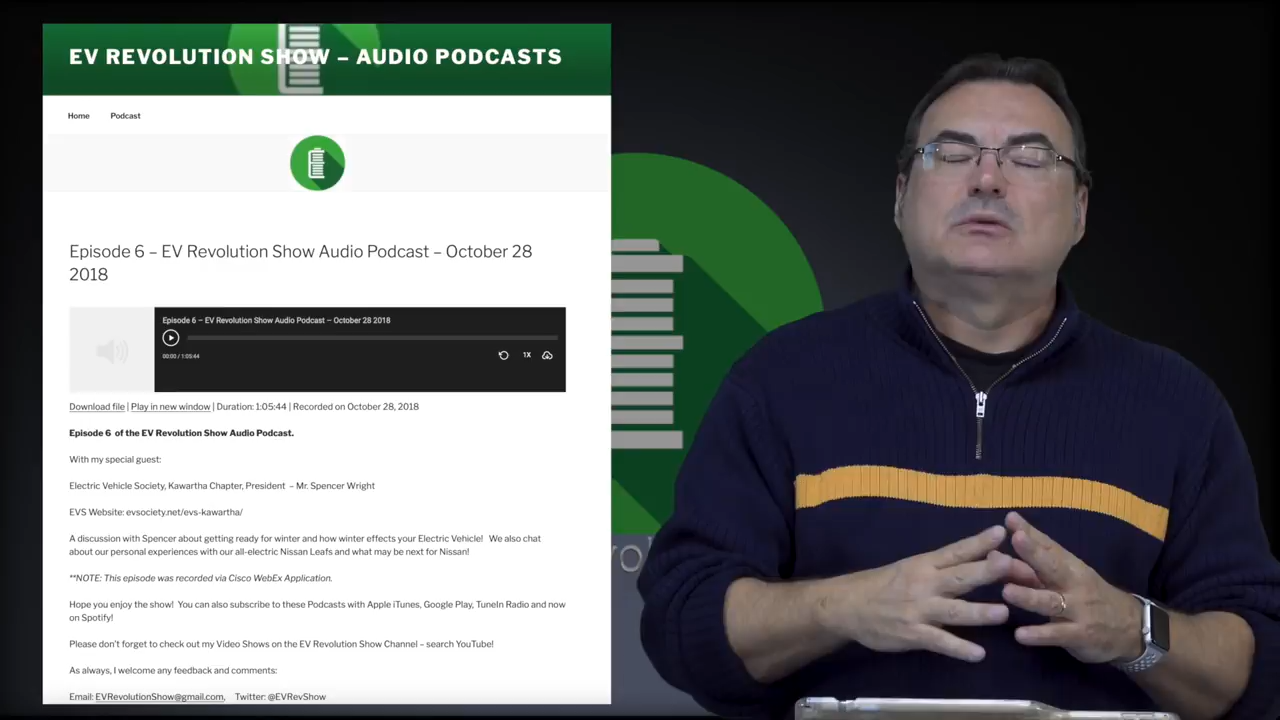 EV REVOLUTION SHOW – AUDIO PODCASTS
Home Podcast
Episode 6 – EV Revolution Show Audio Podcast – October 28
2018
Episode 6 – EV Revolution Show Audio Podcast – October 28 2018
00:00 / 1:05:44
1X
Download file | Play in new window | Duration: 1:05:44 | Recorded on October 28, 2018
Episode 6  of the EV Revolution Show Audio Podcast.
With my special guest:
Electric Vehicle Society, Kawartha Chapter, President  – Mr. Spencer Wright
EVS Website: evsociety.net/evs-kawartha/
A discussion with Spencer about getting ready for winter and how winter effects your Electric Vehicle!   We also chat
about our personal experiences with our all-electric Nissan Leafs and what may be next for Nissan!
**NOTE: This episode was recorded via Cisco WebEx Application.
Hope you enjoy the show!  You can also subscribe to these Podcasts with Apple iTunes, Google Play, TuneIn Radio and now
on Spotify!
Please don't forget to check out my Video Shows on the EV Revolution Show Channel – search YouTube!
As always, I welcome any feedback and comments:
Email: EVRevolutionShow@gmail.com,    Twitter: @EVRevShow